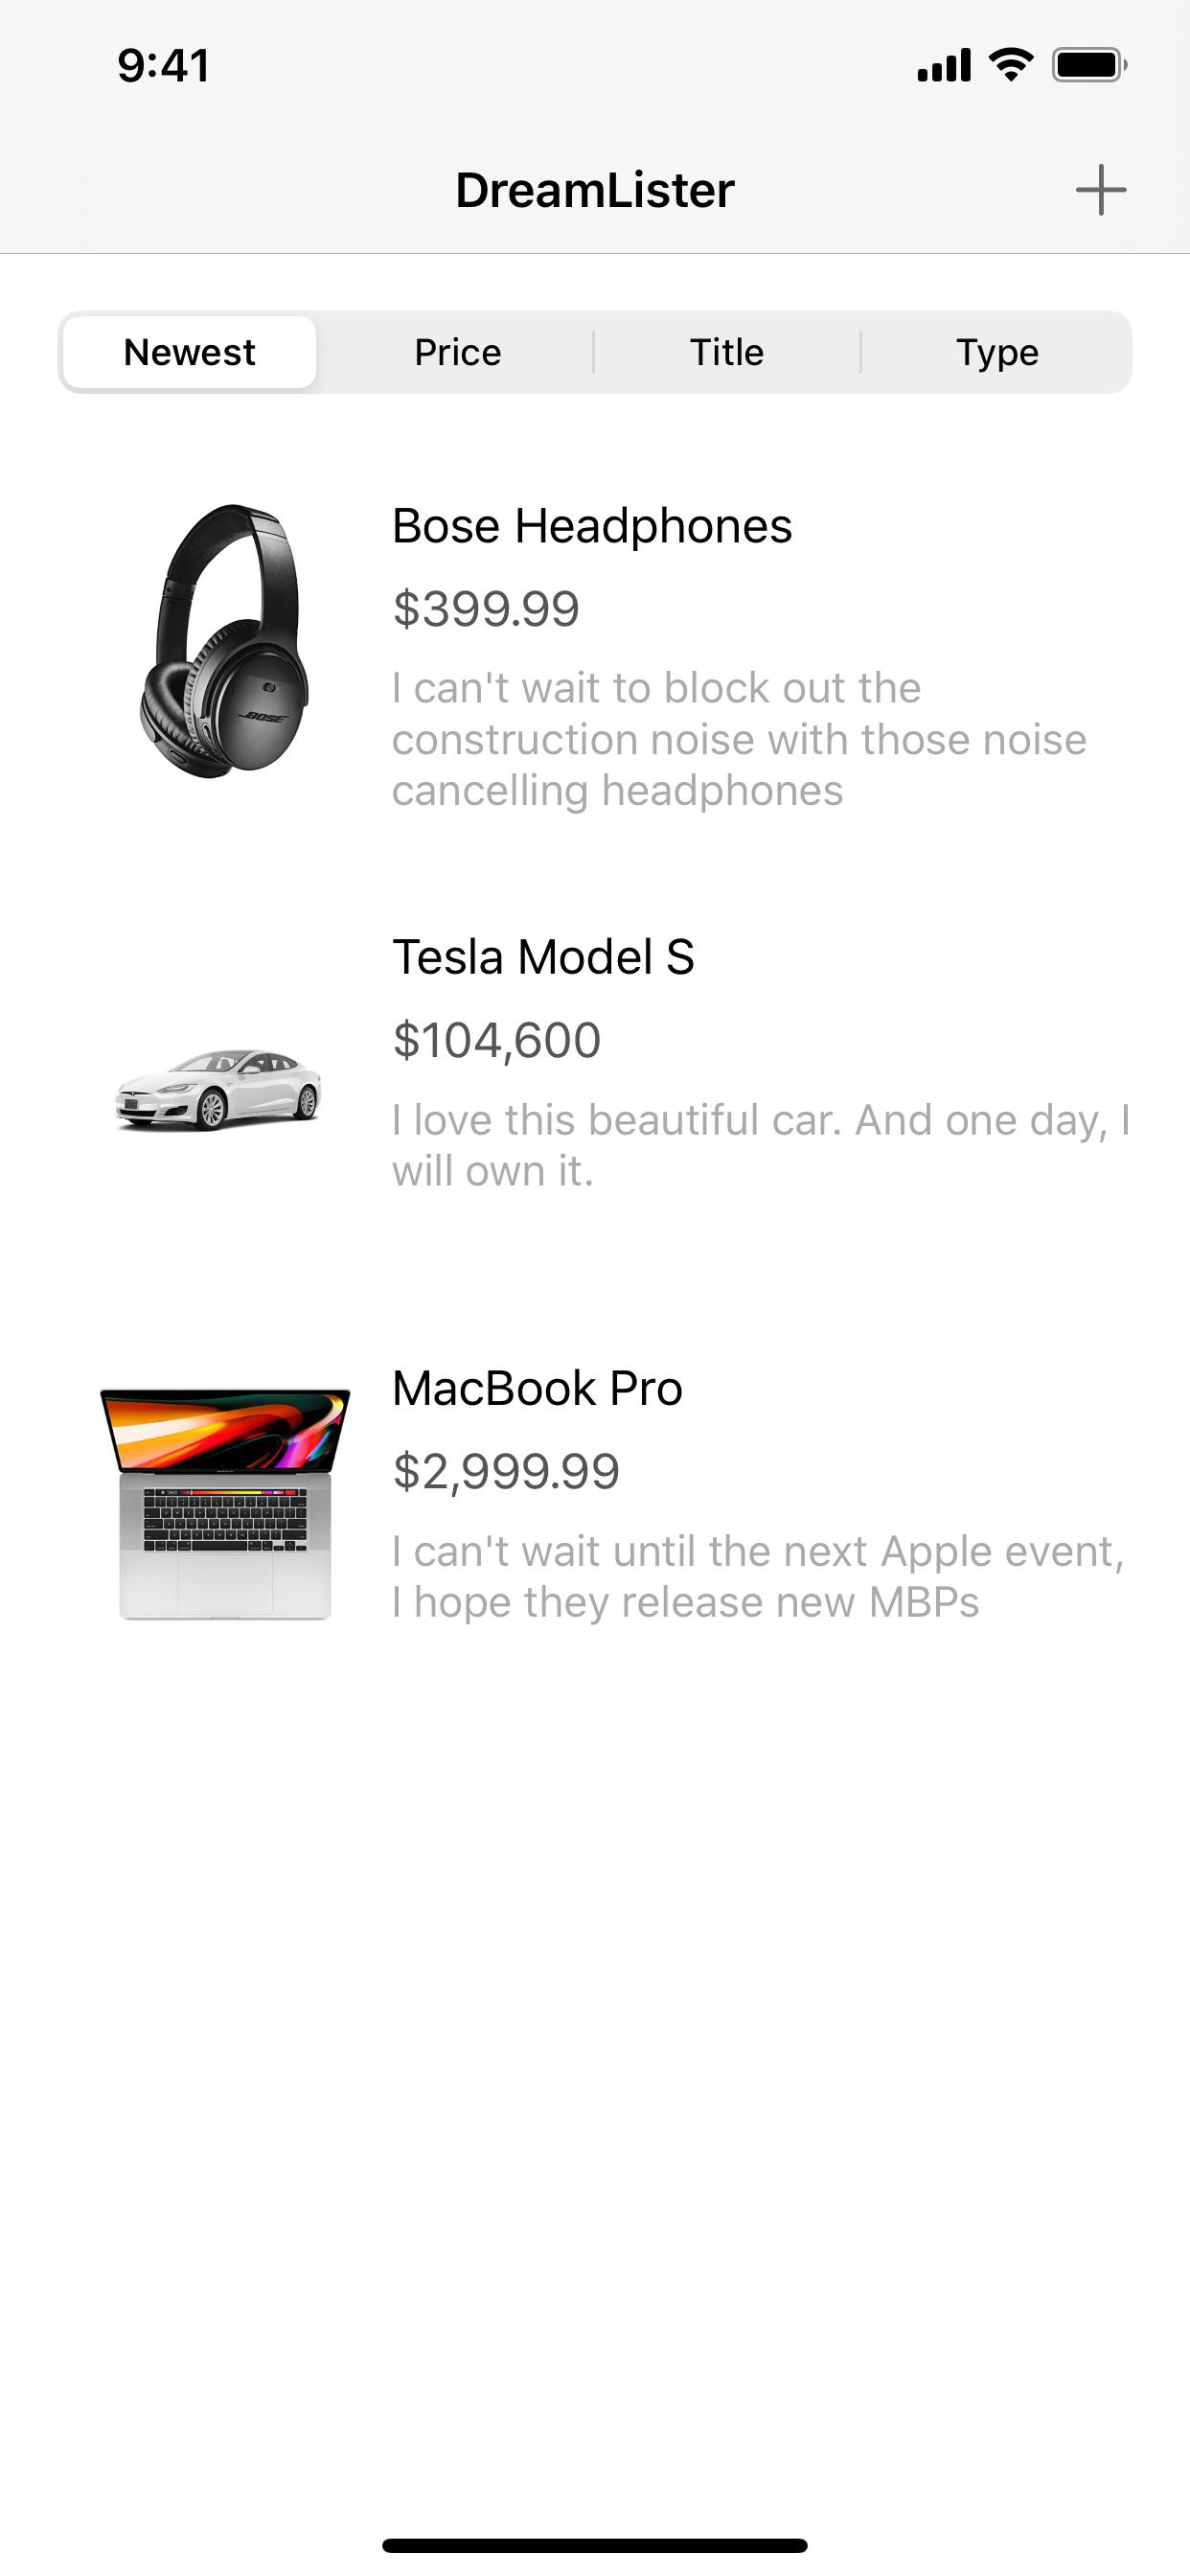 9:41
DreamLister
Newest Price Title Type
Bose Headphones
$399.99
I can't wait to block out the
construction noise with those noise
cancelling headphones
BOSE
Tesla Model S
$104,600
I love this beautiful car. And one day, I
will own it.
MacBook Pro
$2,999.99
I can't wait until the next Apple event,
I hope they release new MBPs